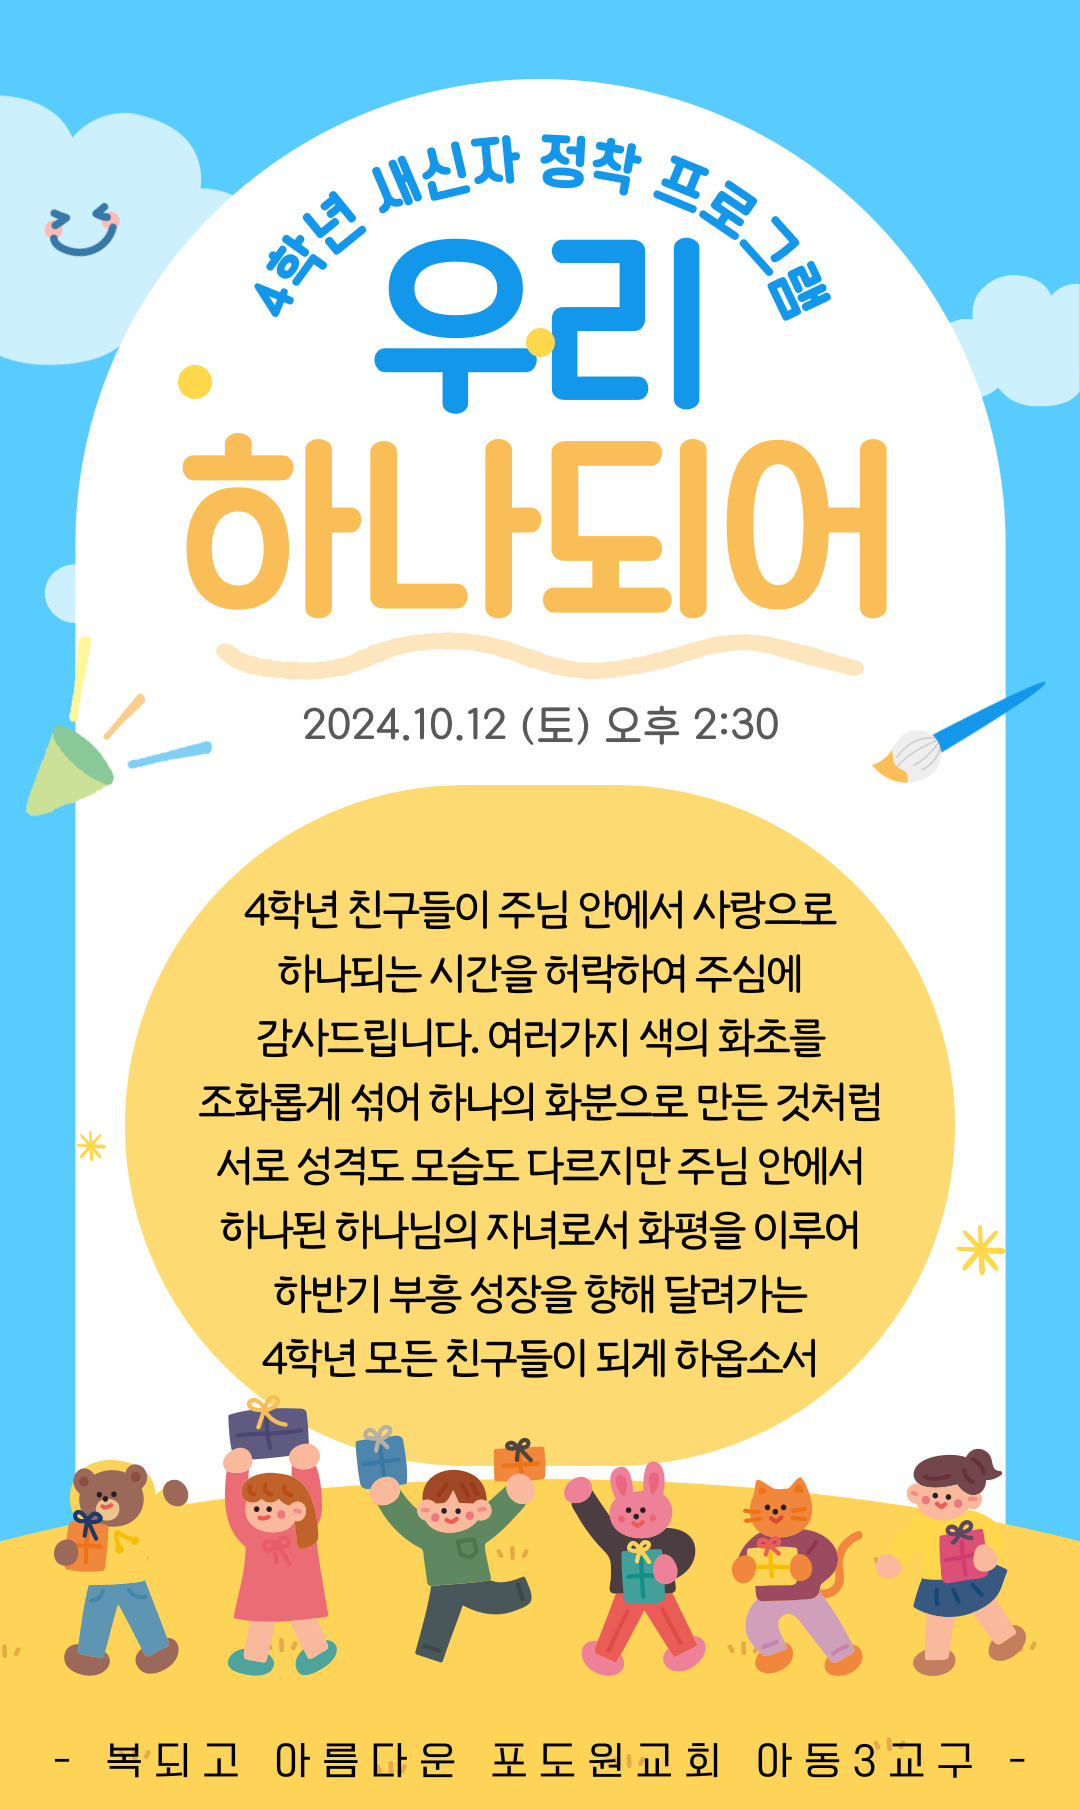 4학년 새신자 정착 프로그램
우리
하나되어
2024.10.12 (토) 오후 2:30
4학년 친구들이 주님 안에서 사랑으로
하나되는 시간을 허락하여 주심에
감사드립니다. 여러가지 색의 화초를
조화롭게 섞어 하나의 화분으로 만든 것처럼
서로 성격도 모습도 다르지만 주님 안에서
하나된 하나님의 자녀로서 화평을 이루어
하반기 부흥 성장을 향해 달려가는
4학년 모든 친구들이 되게 하옵소서
- 복되고 아름다운 포도원교회 아동3교구 -